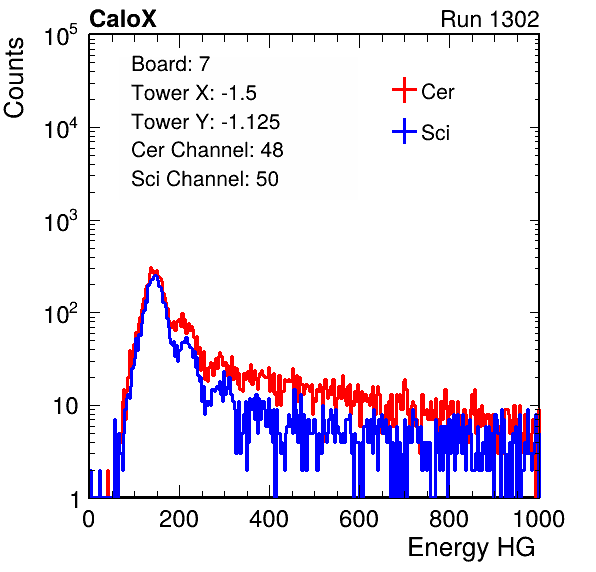 CaloX Run 1302
Counts
Board: 7
Tower X: -1.5
Tower Y: -1.125
Cer Channel: 48
Sci Channel: 50
Cer
Sci
10^5
10^4
10^3
10^2
10
1
0 200 400 600 800 1000
Energy HG